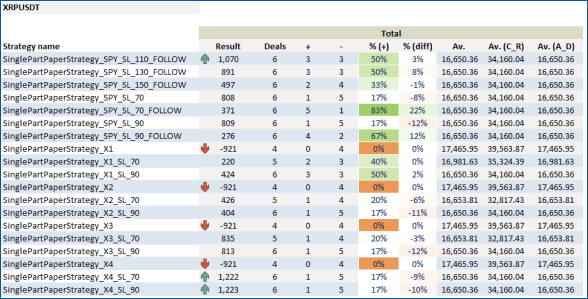 XRPUSDT
Total
Strategy name Result Deals + - % (+) % (diff) Av. Av. (C_R) Av. (A_D)
SinglePartPaperStrategy_SPY_SL_110_FOLLOW 1,070 6 3 3 50% 3% 16,650.36 34,160.04 16,650.36
SinglePartPaperStrategy_SPY_SL_130_FOLLOW 891 6 3 3 50% 8% 16,650.36 34,160.04 16,650.36
SinglePartPaperStrategy_SPY_SL_150_FOLLOW 497 6 2 4 33% -1% 16,650.36 34,160.04 16,650.36
SinglePartPaperStrategy_SPY_SL_70 808 6 1 5 17% -8% 16,650.36 34,160.04 16,650.36
SinglePartPaperStrategy_SPY_SL_70_FOLLOW 371 6 5 1 83% 22% 16,650.36 34,160.04 16,650.36
SinglePartPaperStrategy_SPY_SL_90 809 6 1 5 17% -12% 16,650.36 34,160.04 16,650.36
SinglePartPaperStrategy_SPY_SL_90_FOLLOW 276 6 4 2 67% 12% 16,650.36 34,160.04 16,650.36
SinglePartPaperStrategy_X1 -921 4 0 4 0% 0% 17,465.95 39,563.87 17,465.95
SinglePartPaperStrategy_X1_SL_70 220 5 2 3 40% 0% 16,981.63 35,324.39 16,981.63
SinglePartPaperStrategy_X1_SL_90 424 6 3 3 50% 2% 16,650.36 34,160.04 16,650.36
SinglePartPaperStrategy_X2 -921 4 0 4 0% 0% 17,465.95 39,563.87 17,465.95
SinglePartPaperStrategy_X2_SL_70 426 5 1 4 20% -6% 16,653.81 32,817.43 16,653.81
SinglePartPaperStrategy_X2_SL_90 404 6 1 5 17% -11% 16,650.36 34,160.04 16,650.36
SinglePartPaperStrategy_X3 -921 4 0 4 0% 0% 17,465.95 39,563.87 17,465.95
SinglePartPaperStrategy_X3_SL_70 835 5 1 4 20% -3% 16,653.81 32,817.43 16,653.81
SinglePartPaperStrategy_X3_SL_90 813 6 1 5 17% -12% 16,650.36 34,160.04 16,650.36
SinglePartPaperStrategy_X4 -921 4 0 4 0% 0% 17,465.95 39,563.87 17,465.95
SinglePartPaperStrategy_X4_SL_70 1,222 6 1 5 17% -9% 16,650.36 34,160.04 16,650.36
SinglePartPaperStrategy_X4_SL_90 1,223 6 1 5 17% -10% 16,650.36 34,160.04 16,650.36